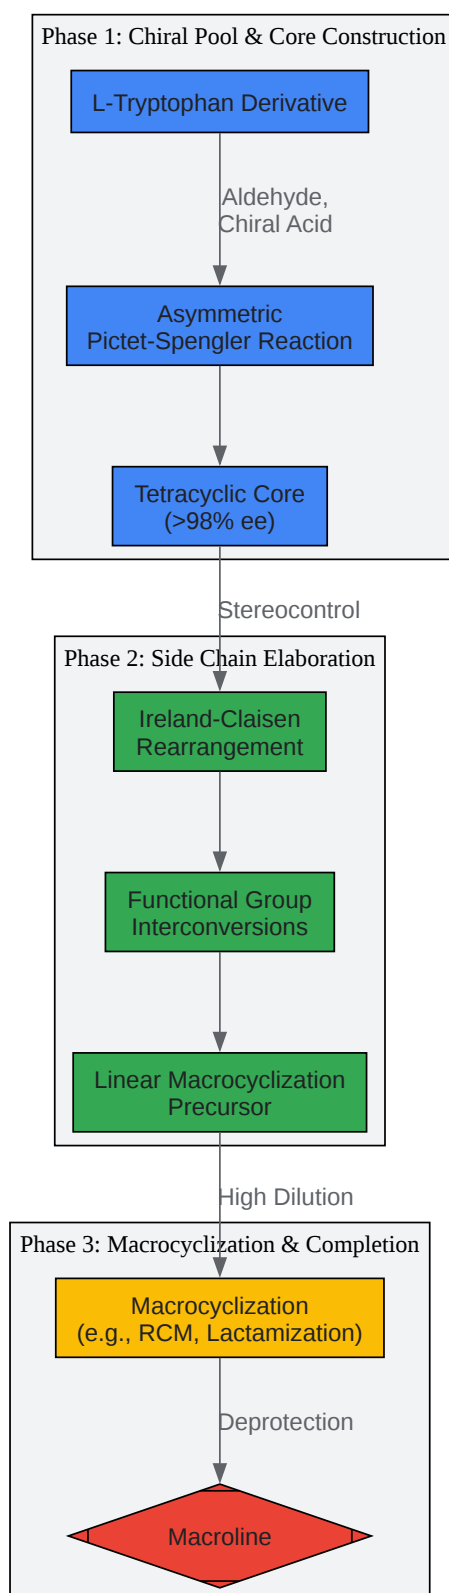 Phase 1: Chiral Pool & Core Construction
L-Tryptophan Derivative
Aldehyde,
Chiral Acid
Asymmetric
Pictet-Spengler Reaction
Tetracyclic Core
(>98% ee)
Stereocontrol
Phase 2: Side Chain Elaboration
Ireland-Claisen
Rearrangement
Functional Group
Interconversions
Linear Macrocyclization
Precursor
High Dilution
Phase 3: Macrocyclization & Completion
Macrocyclization
(e.g., RCM, Lactamization)
Deprotection
Macroline